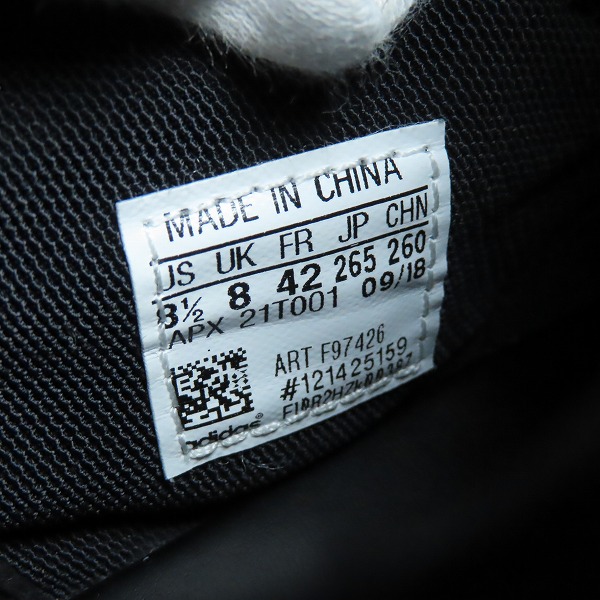 MADE IN CHINA
US UK FR JP CHN
8½ 8 42 265 260
APX 21T001 09/18
ART F97426
#121425159
adidas